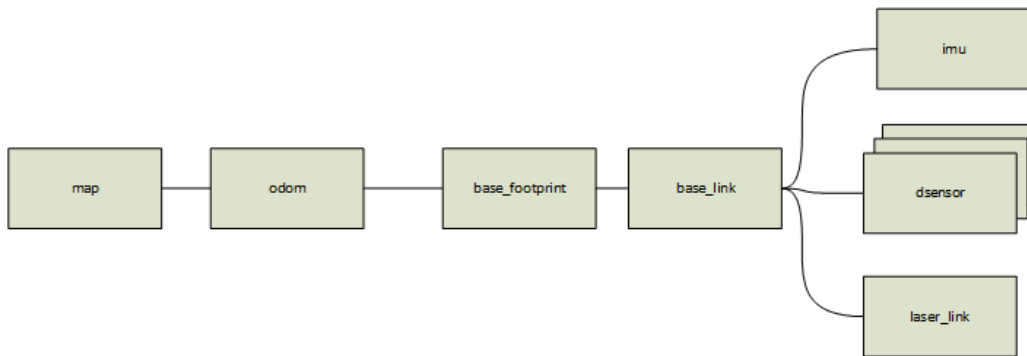 map
odom
base_footprint
base_link
imu
dsensor
laser_link